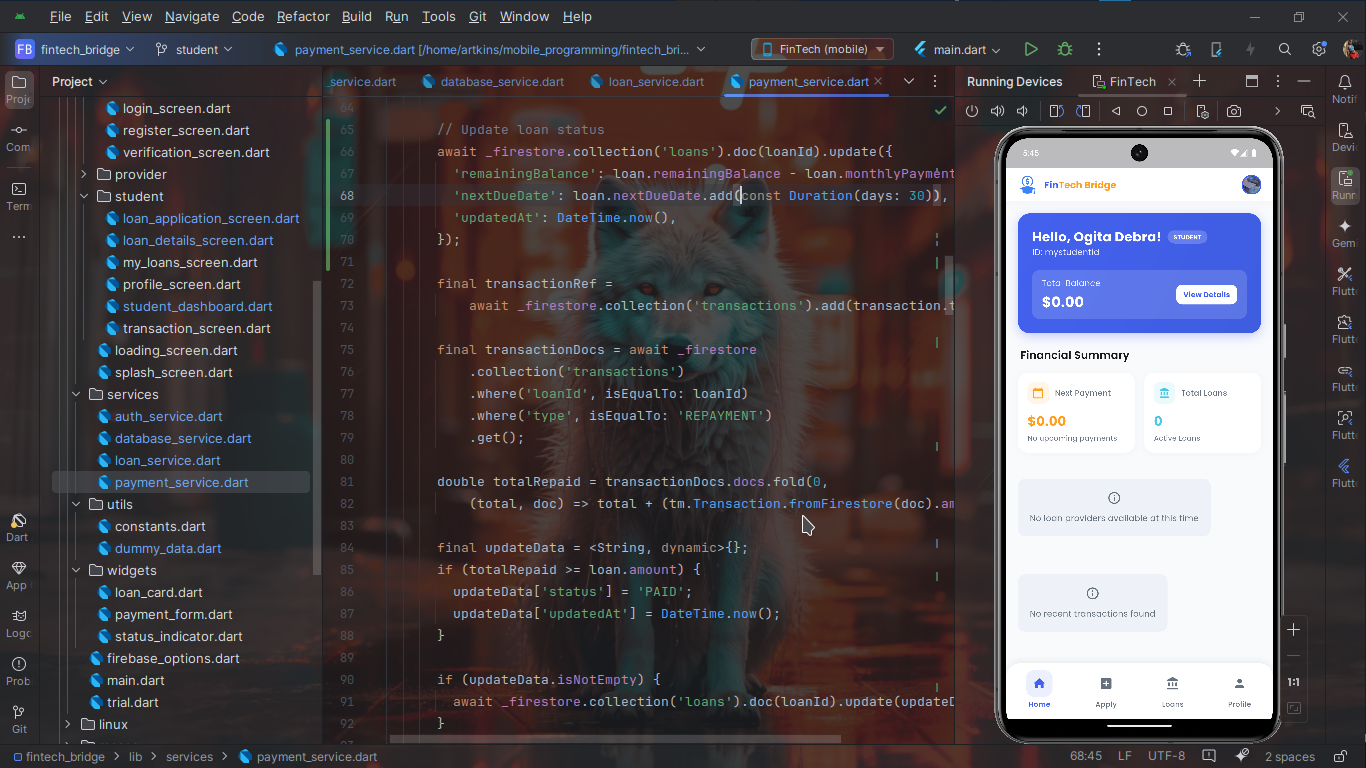 File Edit View Navigate Code Refactor Build Run Tools Git Window Help
FB fintech_bridge student payment_service.dart [/home/artkins/mobile_programming/fintech_bri... FinTech (mobile) main.dart
Project
_service.dart database_service.dart loan_service.dart payment_service.dart
Running Devices FinTech
login_screen.dart
register_screen.dart
verification_screen.dart
provider
student
loan_application_screen.dart
loan_details_screen.dart
my_loans_screen.dart
profile_screen.dart
student_dashboard.dart
transaction_screen.dart
loading_screen.dart
splash_screen.dart
services
auth_service.dart
database_service.dart
loan_service.dart
payment_service.dart
utils
constants.dart
dummy_data.dart
widgets
loan_card.dart
payment_form.dart
status_indicator.dart
firebase_options.dart
main.dart
trial.dart
linux
Proje
Com
Term
Dart
App
Logc
Prob
Git
64
65 // Update loan status
66 await _firestore.collection('loans').doc(loanId).update({
67 'remainingBalance': loan.remainingBalance - loan.monthlyPayment
68 'nextDueDate': loan.nextDueDate.add(const Duration(days: 30)),
69 'updatedAt': DateTime.now(),
70 });
71
72 final transactionRef =
73 await _firestore.collection('transactions').add(transaction.t
74
75 final transactionDocs = await _firestore
76 .collection('transactions')
77 .where('loanId', isEqualTo: loanId)
78 .where('type', isEqualTo: 'REPAYMENT')
79 .get();
80
81 double totalRepaid = transactionDocs.docs.fold(0,
82 (total, doc) => total + (tm.Transaction.fromFirestore(doc).am
83
84 final updateData = <String, dynamic>{};
85 if (totalRepaid >= loan.amount) {
86 updateData['status'] = 'PAID';
87 updateData['updatedAt'] = DateTime.now();
88 }
89
90 if (updateData.isNotEmpty) {
91 await _firestore.collection('loans').doc(loanId).update(updateD
92 }
5:45
FinTech Bridge
Hello, Ogita Debra! STUDENT
ID: mystudentid
Total Balance
$0.00
View Details
Financial Summary
Next Payment
$0.00
No upcoming payments
Total Loans
0
Active Loans
No loan providers available at this time
No recent transactions found
Home Apply Loans Profile
1:1
Notif
Devic
Runn
Gem
Flutt
Flutt
Flutt
Flutt
Flutt
fintech_bridge lib services payment_service.dart 68:45 LF UTF-8 2 spaces